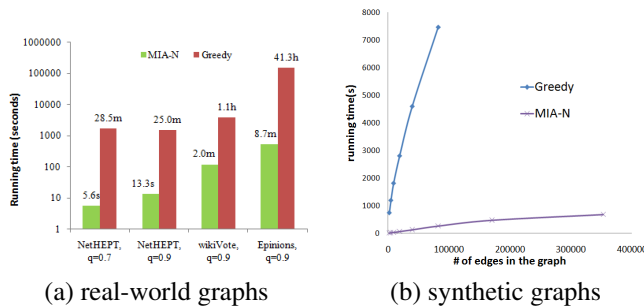 MIA-N Greedy
Running time (seconds)
1000000
100000
10000
1000
100
10
1
5.6s
28.5m
13.3s
25.0m
2.0m
1.1h
8.7m
41.3h
NetHEPT, q=0.7
NetHEPT, q=0.9
wikiVote, q=0.9
Epinions, q=0.9
(a) real-world graphs
running time(s)
8000
7000
6000
5000
4000
3000
2000
1000
0
Greedy
MIA-N
0 100000 200000 300000 400000
# of edges in the graph
(b) synthetic graphs